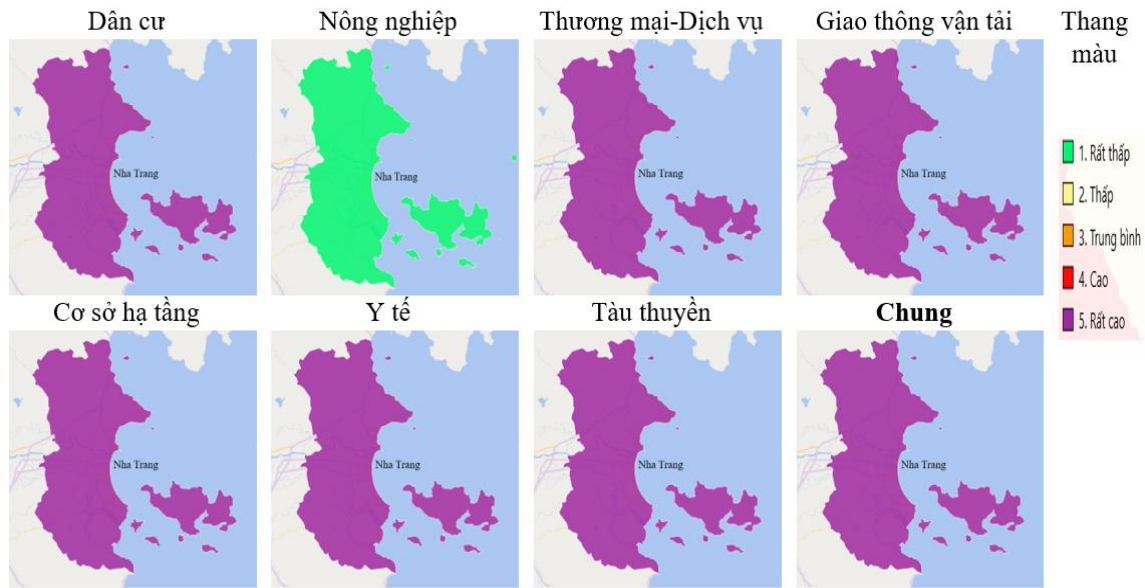 Dân cư
Nông nghiệp
Thương mại-Dịch vụ
Giao thông vận tải
Thang
màu
Nha Trang
Nha Trang
Nha Trang
Nha Trang
1. Rất thấp
2. Thấp
3. Trung bình
4. Cao
5. Rất cao
Cơ sở hạ tầng
Y tế
Tàu thuyền
Chung
Nha Trang
Nha Trang
Nha Trang
Nha Trang